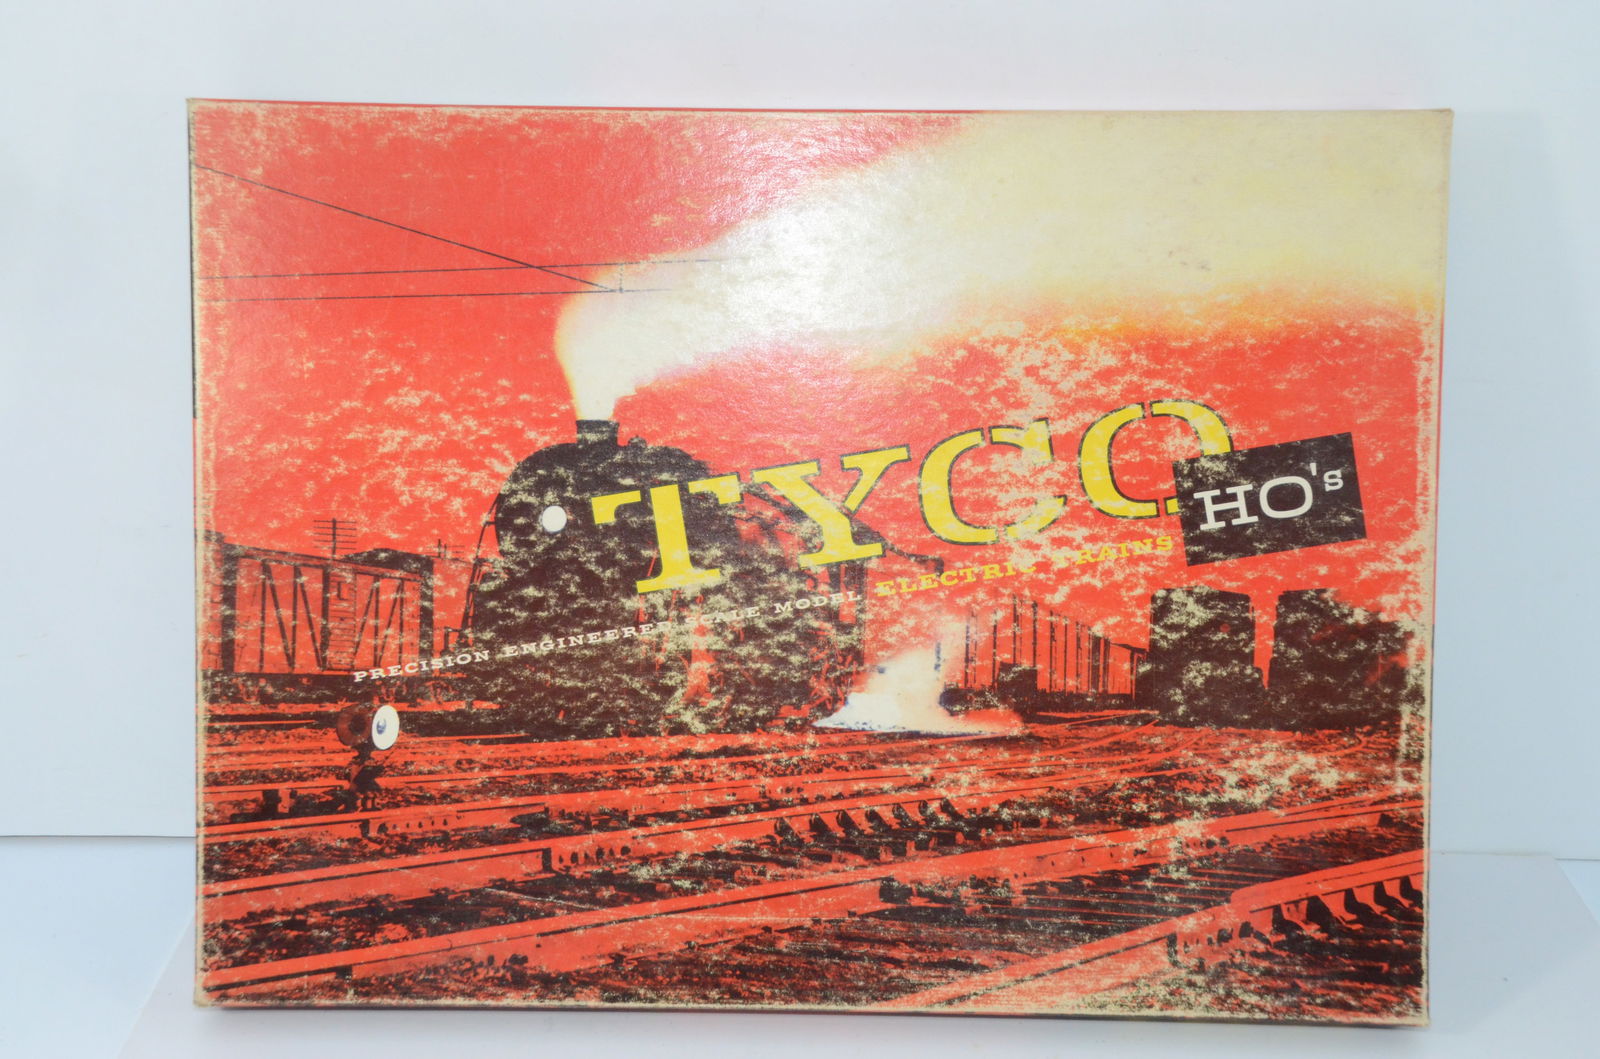 TYCO HO's
PRECISION ENGINEERED SCALE MODEL ELECTRIC TRAINS